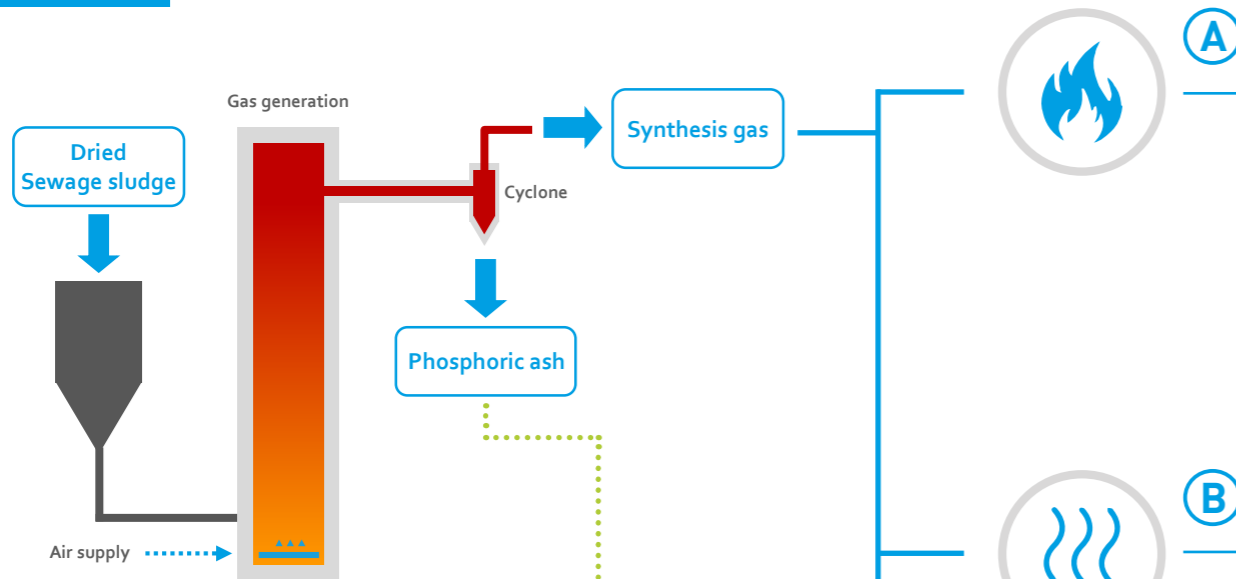 Gas generation
Dried
Sewage sludge
Synthesis gas
Cyclone
Phosphoric ash
Air supply
A
B